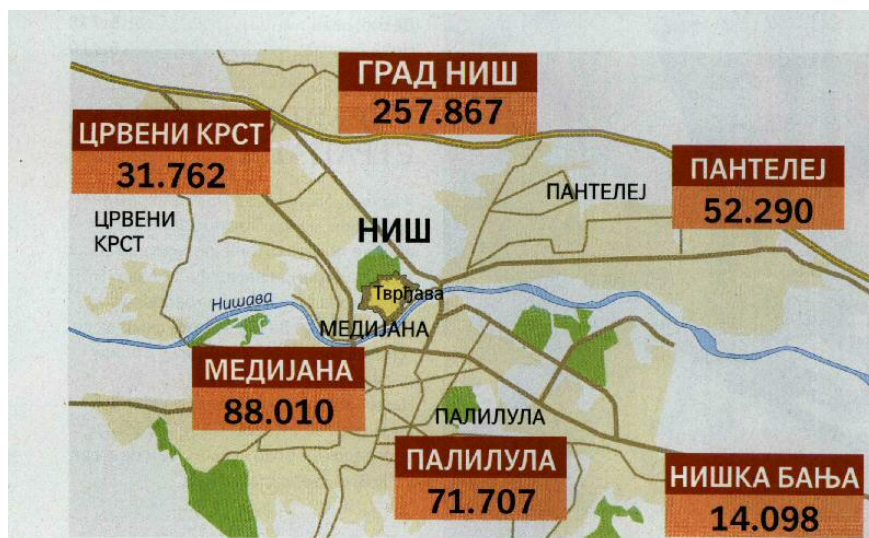 ГРАД НИШ
257.867
ЦРВЕНИ КРСТ
31.762
ПАНТЕЛЕЈ
52.290
ПАНТЕЛЕЈ
ЦРВЕНИ
КРСТ
НИШ
Тврђава
Нишава
МЕДИЈАНА
МЕДИЈАНА
88.010
ПАЛИЛУЛА
ПАЛИЛУЛА
71.707
НИШКА БАЊА
14.098